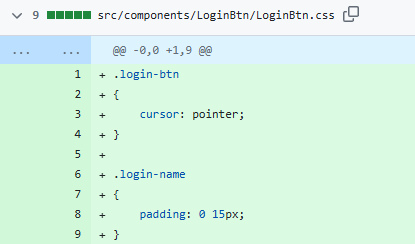 9 src/components/LoginBtn/LoginBtn.css
... ... @@ -0,0 +1,9 @@
1 + .login-btn
2 + {
3 +     cursor: pointer;
4 + }
5 +
6 + .login-name
7 + {
8 +     padding: 0 15px;
9 + }